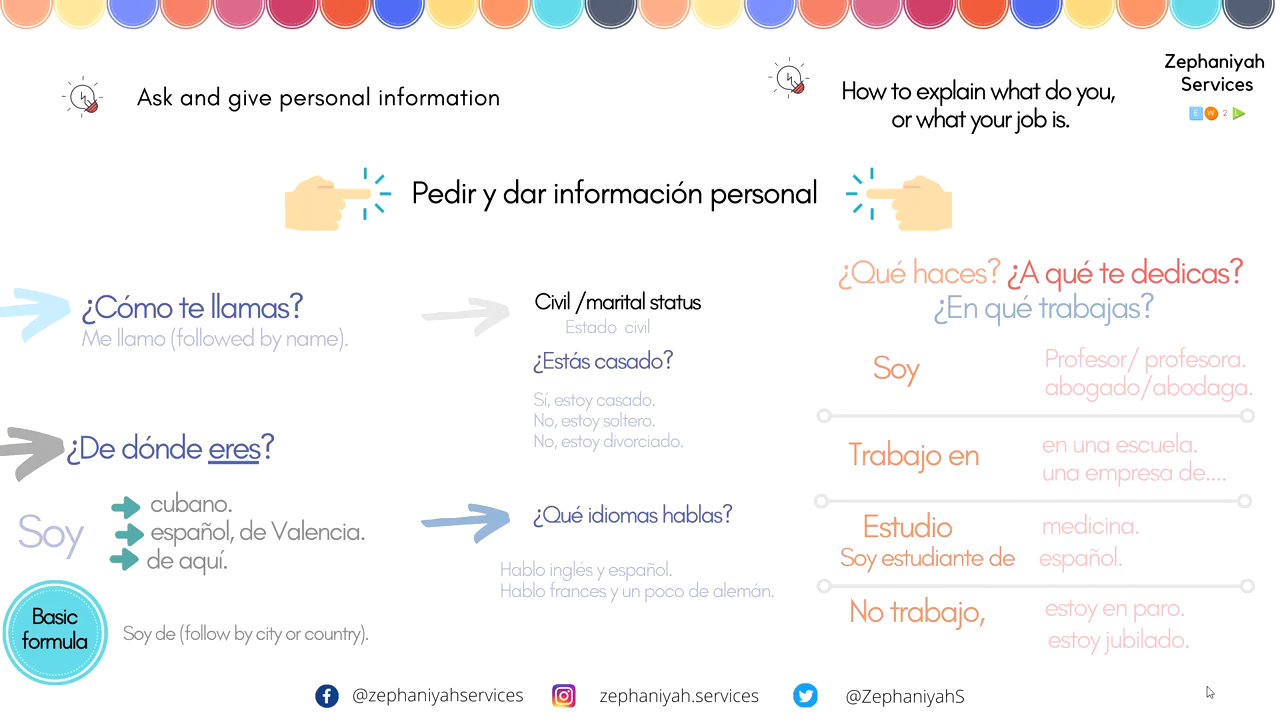 Ask and give personal information
How to explain what do you,
or what your job is.
Zephaniyah
Services
E W 2 L
Pedir y dar información personal
¿Cómo te llamas?
Me llamo (followed by name).
¿De dónde eres?
Soy
cubano.
español, de Valencia.
de aquí.
Basic
formula
Soy de (follow by city or country).
Civil /marital status
Estado civil
¿Estás casado?
Sí, estoy casado.
No, estoy soltero.
No, estoy divorciado.
¿Qué idiomas hablas?
Hablo inglés y español.
Hablo frances y un poco de alemán.
¿Qué haces? ¿A qué te dedicas?
¿En qué trabajas?
Soy
Profesor/ profesora.
abogado/abodaga.
Trabajo en
en una escuela.
una empresa de....
Estudio
medicina.
Soy estudiante de
español.
No trabajo,
estoy en paro.
estoy jubilado.
@zephaniyahservices
zephaniyah.services
@ZephaniyahS